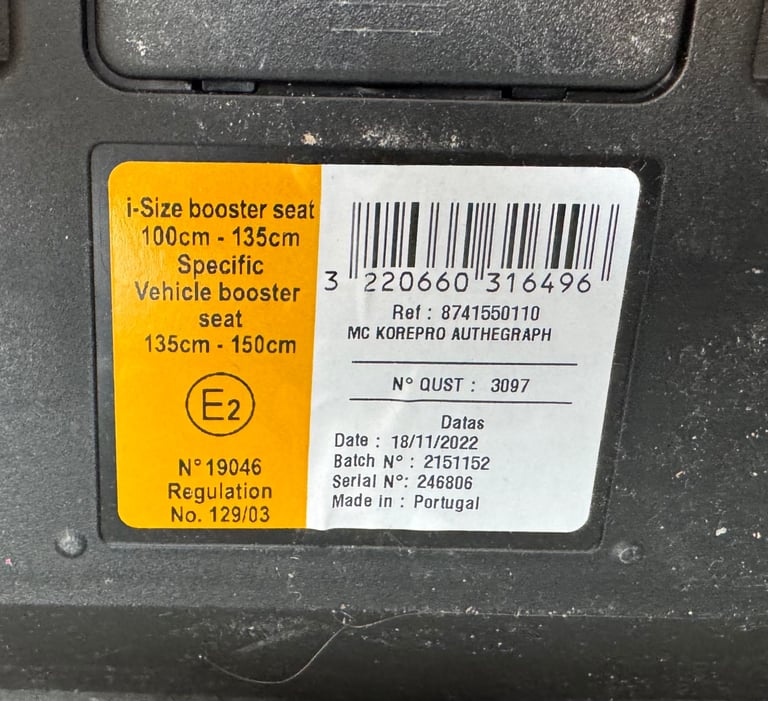 i-Size booster seat
100cm - 135cm
Specific
Vehicle booster
seat
135cm - 150cm
E2
N° 19046
Regulation
No. 129/03
3 220660 316496
Ref : 8741550110
MC KOREPRO AUTHEGRAPH
N° QUST : 3097
Datas
Date : 18/11/2022
Batch N° : 2151152
Serial N°: 246806
Made in : Portugal